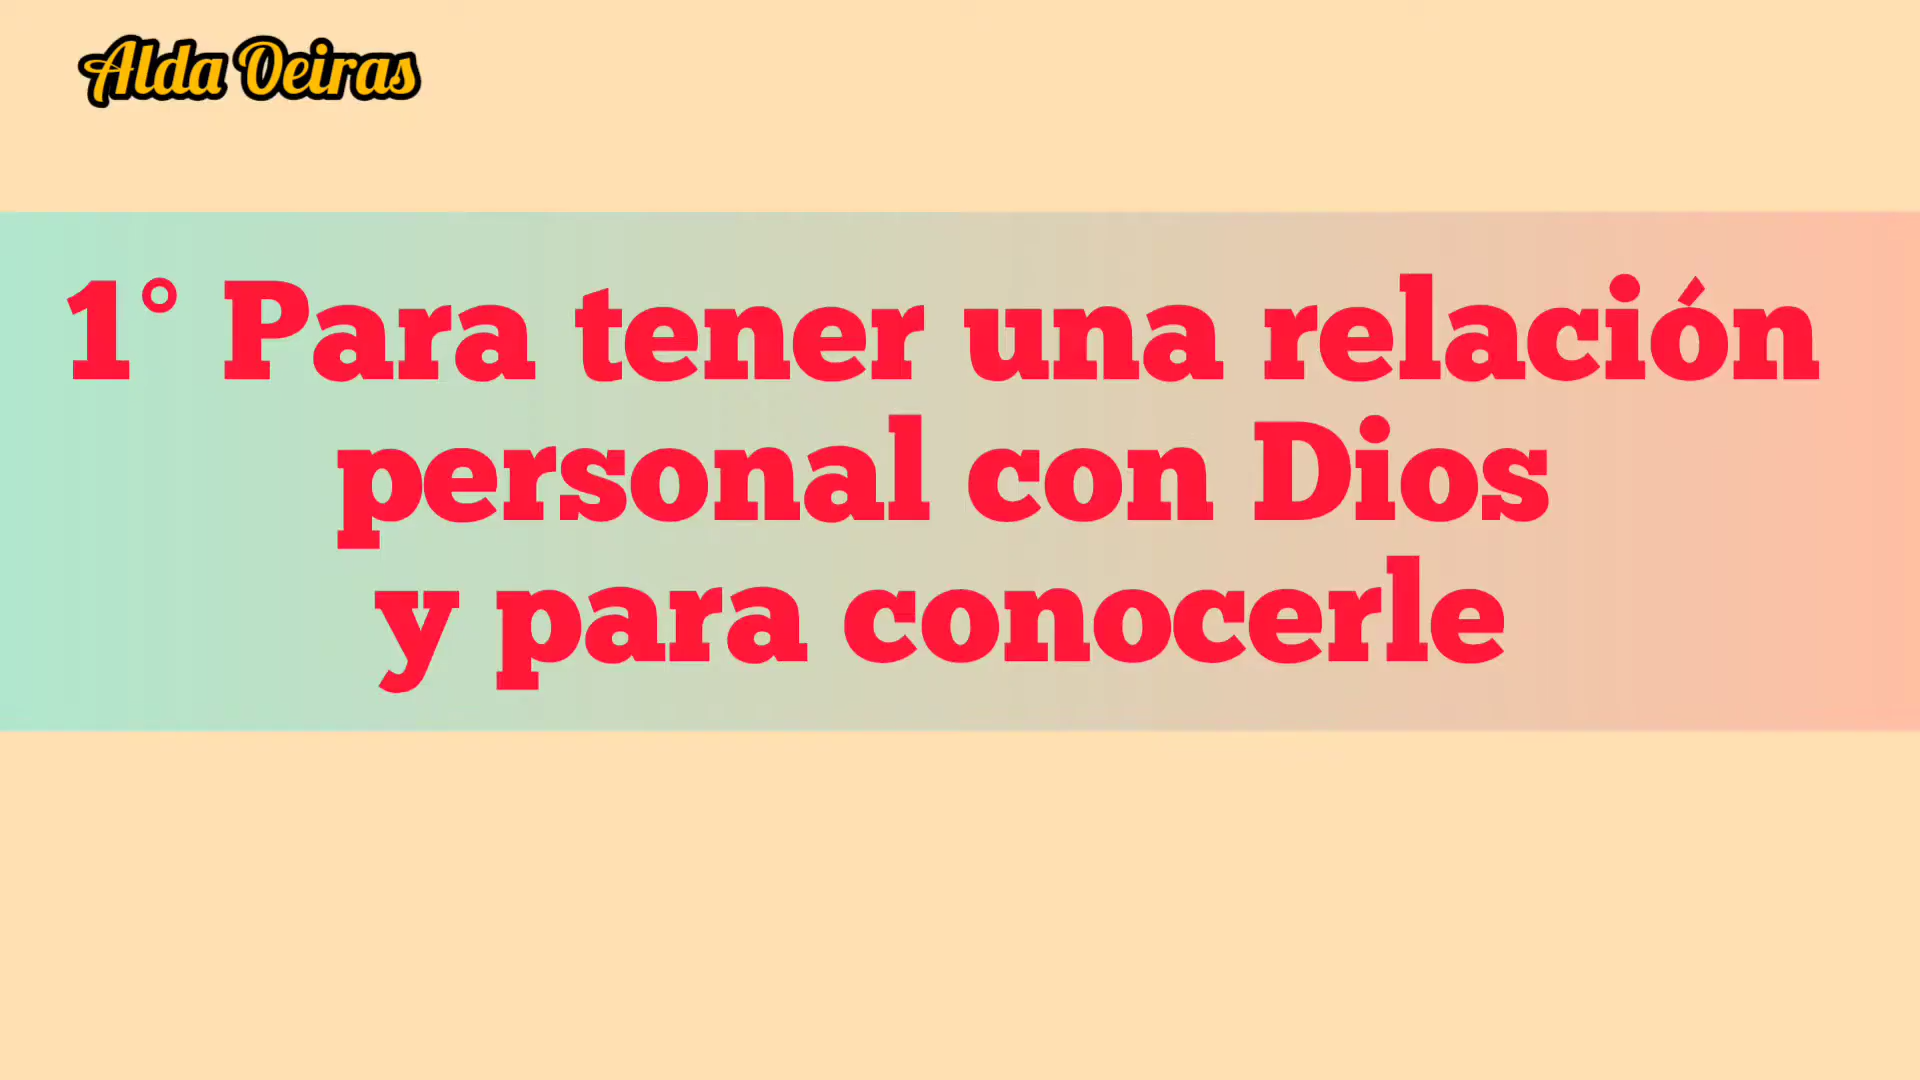 Alda Oeiras
1° Para tener una relación
personal con Dios
y para conocerle